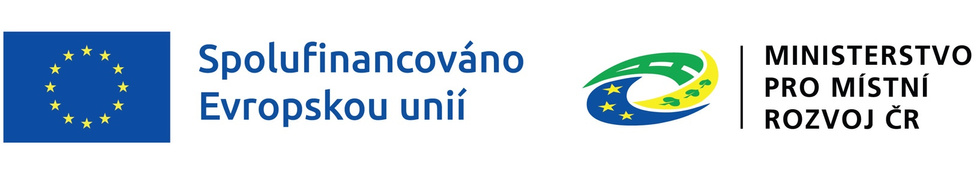 Spolufinancováno
Evropskou unií
MINISTERSTVO
PRO MÍSTNÍ
ROZVOJ ČR